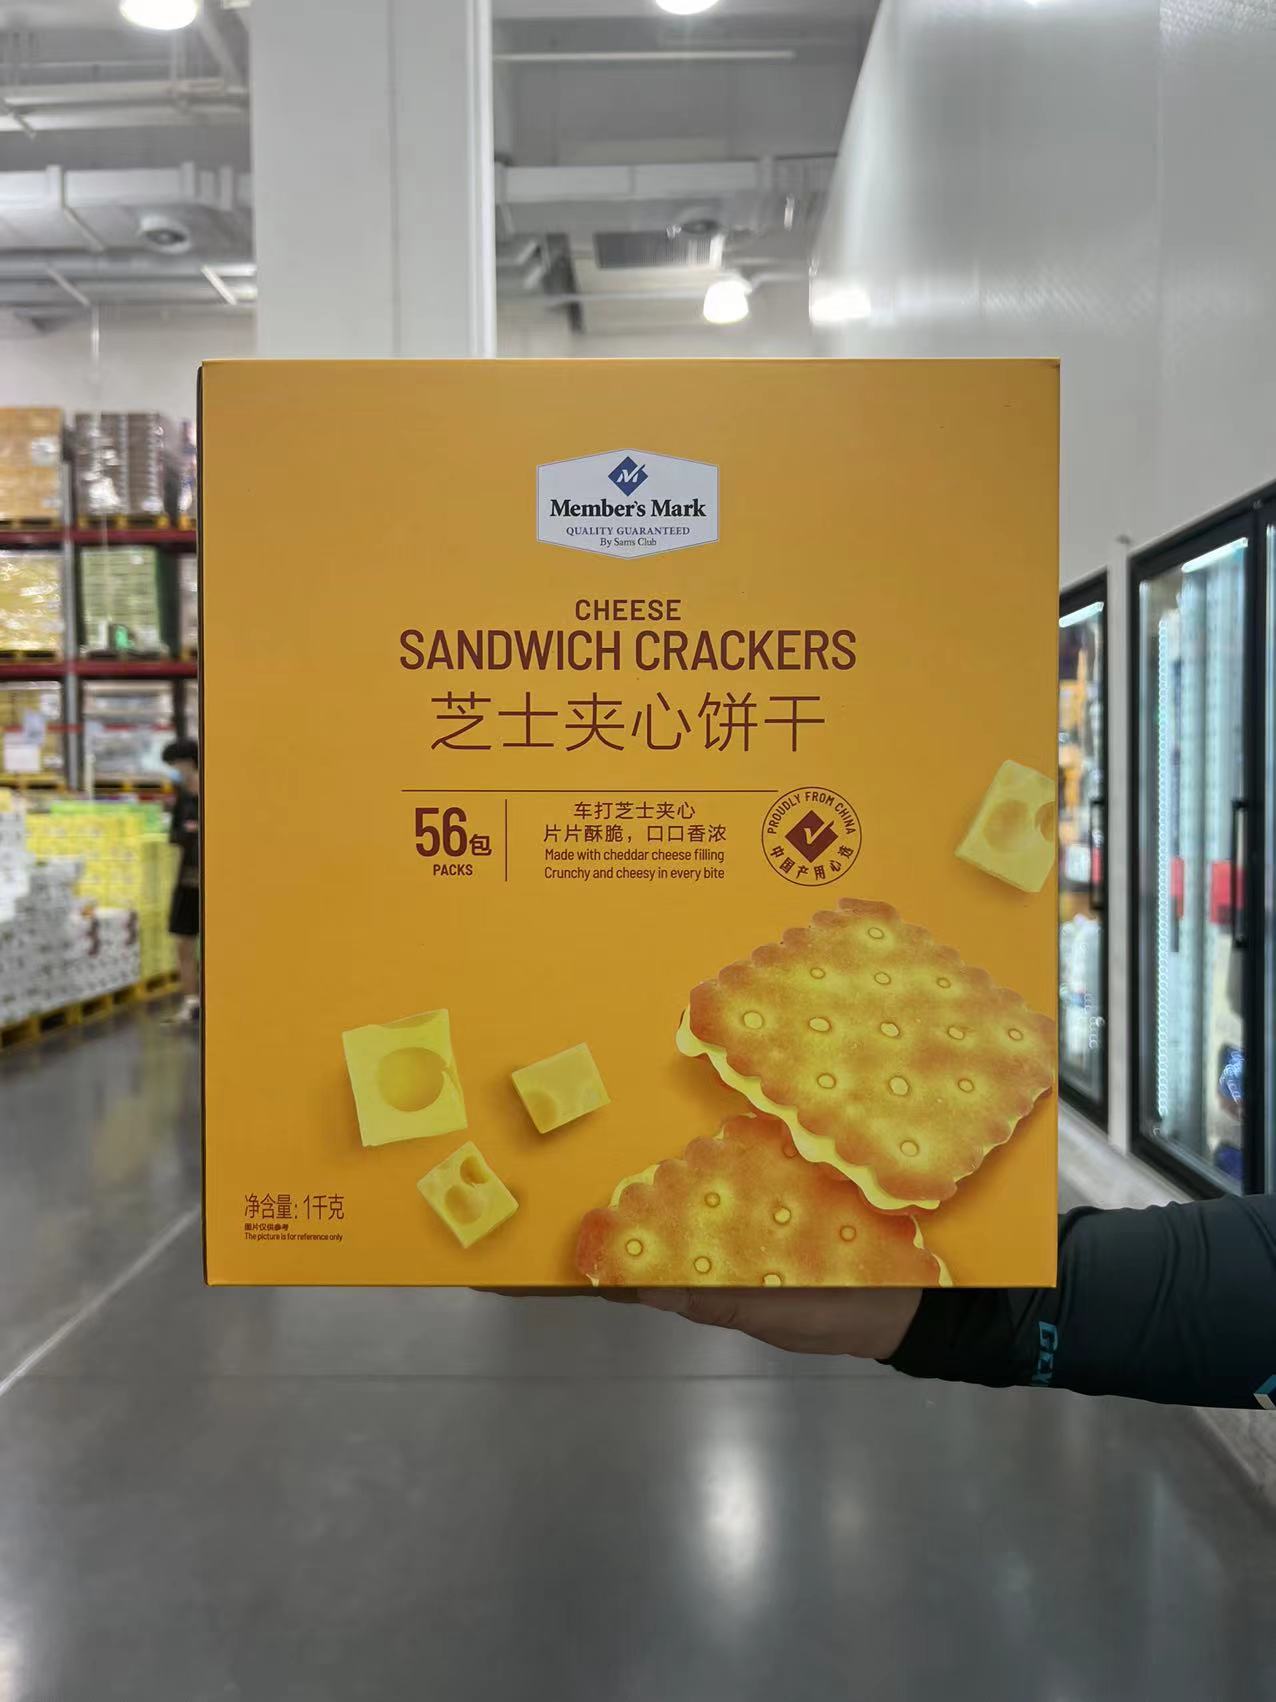 Member's Mark
QUALITY GUARANTEED
By Sam's Club
CHEESE
SANDWICH CRACKERS
芝士夹心饼干
56包
PACKS
车打芝士夹心
片片酥脆，口口香浓
Made with cheddar cheese filling
Crunchy and cheesy in every bite
PROUDLY FROM CHINA
中国产用心选
净含量: 1千克
图片仅供参考
The picture is for reference only